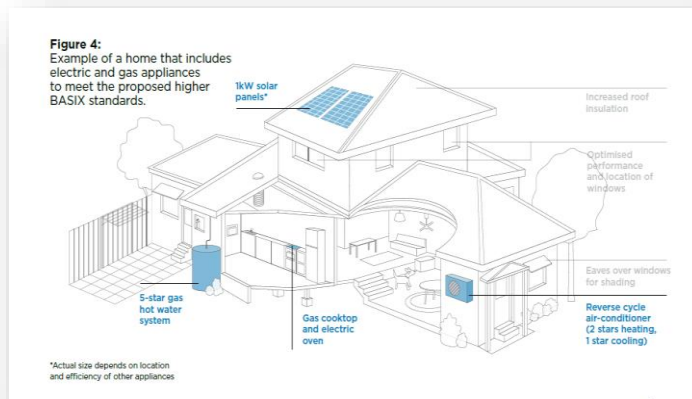 Figure 4:
Example of a home that includes
electric and gas appliances
to meet the proposed higher
BASIX standards.
1kW solar
panels*
Increased roof
insulation
Optimised
performance
and location of
windows
Eaves over windows
for shading
Reverse cycle
air-conditioner
(2 stars heating,
1 star cooling)
5-star gas
hot water
system
Gas cooktop
and electric
oven
*Actual size depends on location
and efficiency of other appliances